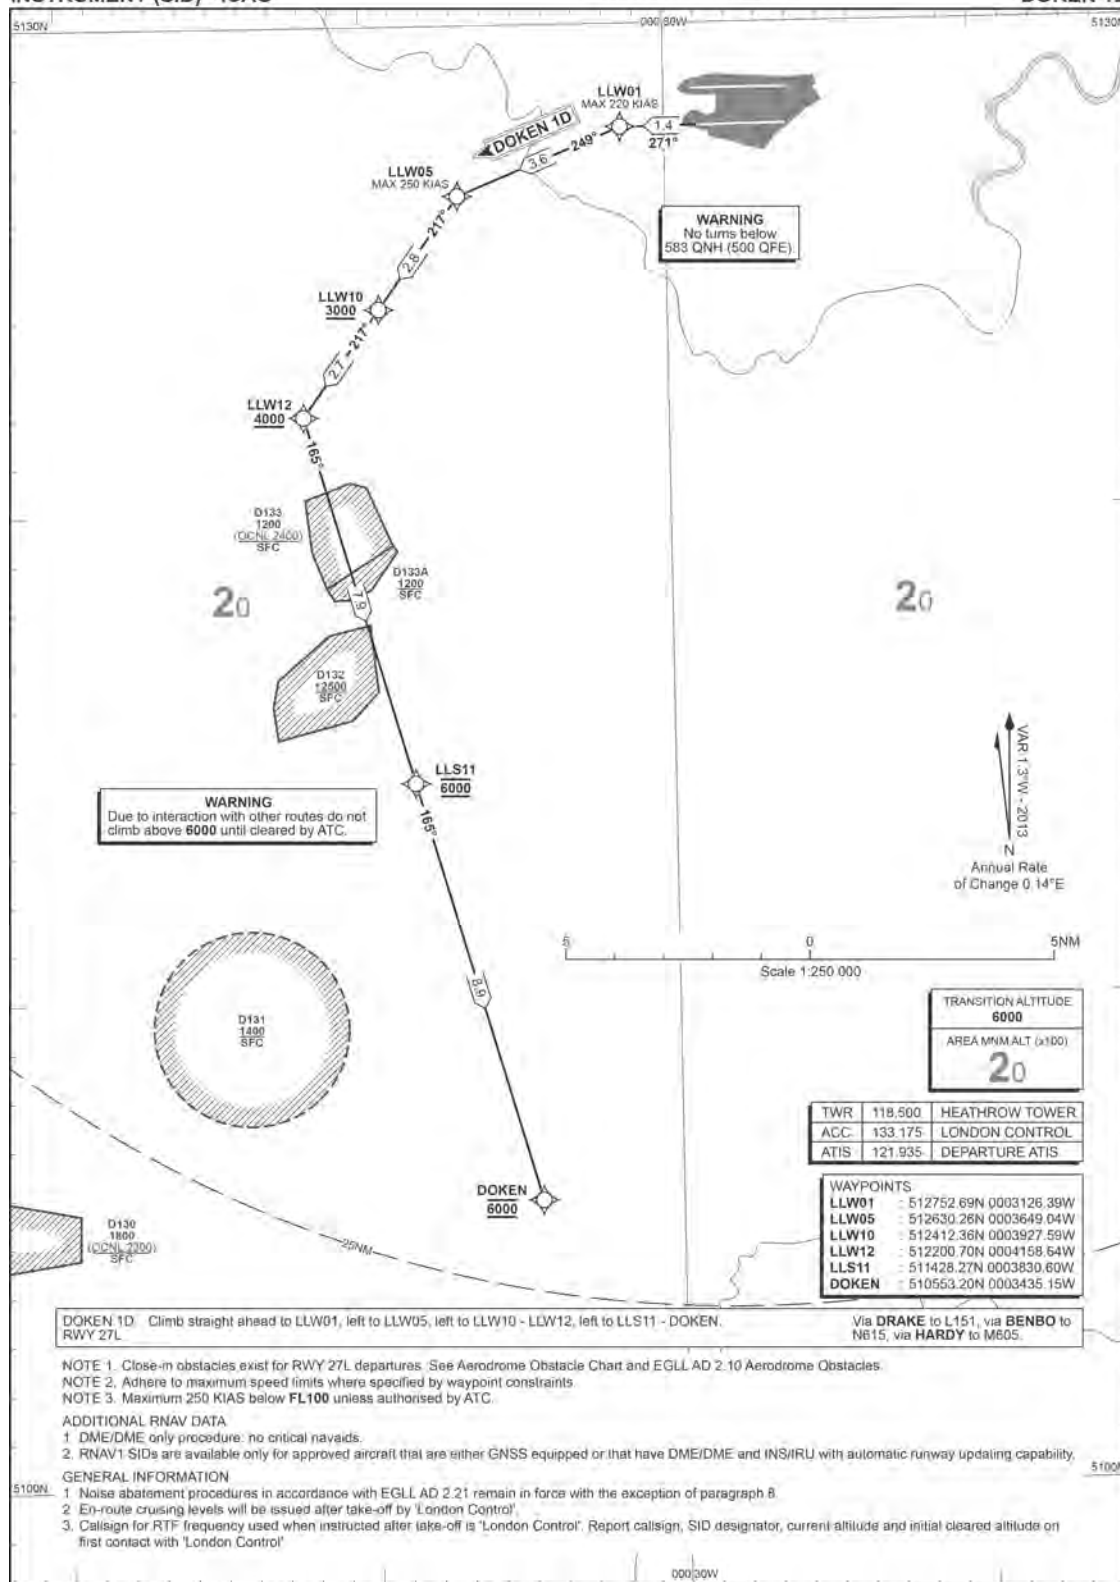 INSTRUMENT (SID)
DOKEN
5130N
000 30W
5130N
LLW01
MAX 220 KIAS
DOKEN 1D
1.4
271°
249°
3.6
LLW05
MAX 250 KIAS
217°
2.8
WARNING
No turns below
583 QNH (500 QFE)
LLW10
3000
217°
2.7
LLW12
4000
165°
D133
1200
(OCNL 2400)
SFC
D133A
1200
SFC
7.9
20
20
D132
2500
SFC
LLS11
6000
165°
WARNING
Due to interaction with other routes do not
climb above 6000 until cleared by ATC.
VAR 1.3°W - 2013
N
Annual Rate
of Change 0.14°E
5
0
5NM
Scale 1:250 000
8.9
D131
1400
SFC
TRANSITION ALTITUDE
6000
AREA MNM ALT (x100)
20
TWR 118.500 HEATHROW TOWER
ACC 133.175 LONDON CONTROL
ATIS 121.935 DEPARTURE ATIS
DOKEN
6000
WAYPOINTS
LLW01 : 512752.69N 0003126.39W
LLW05 : 512630.26N 0003649.04W
LLW10 : 512412.36N 0003927.59W
LLW12 : 512200.70N 0004158.64W
LLS11 : 511428.27N 0003830.60W
DOKEN : 510553.20N 0003435.15W
D130
1800
(OCNL 2300)
SFC
25NM
DOKEN 1D Climb straight ahead to LLW01, left to LLW05, left to LLW10 - LLW12, left to LLS11 - DOKEN. Via DRAKE to L151, via BENBO to
RWY 27L N615, via HARDY to M605.
NOTE 1. Close-in obstacles exist for RWY 27L departures. See Aerodrome Obstacle Chart and EGLL AD 2.10 Aerodrome Obstacles.
NOTE 2. Adhere to maximum speed limits where specified by waypoint constraints.
NOTE 3. Maximum 250 KIAS below FL100 unless authorised by ATC.
ADDITIONAL RNAV DATA
1 DME/DME only procedure: no critical navaids.
2. RNAV1 SIDs are available only for approved aircraft that are either GNSS equipped or that have DME/DME and INS/IRU with automatic runway updating capability.
GENERAL INFORMATION
5100N
5100N
1 Noise abatement procedures in accordance with EGLL AD 2.21 remain in force with the exception of paragraph 8.
2 En-route cruising levels will be issued after take-off by 'London Control'.
3. Callsign for RTF frequency used when instructed after take-off is 'London Control'. Report callsign, SID designator, current altitude and initial cleared altitude on
first contact with 'London Control'
000 30W